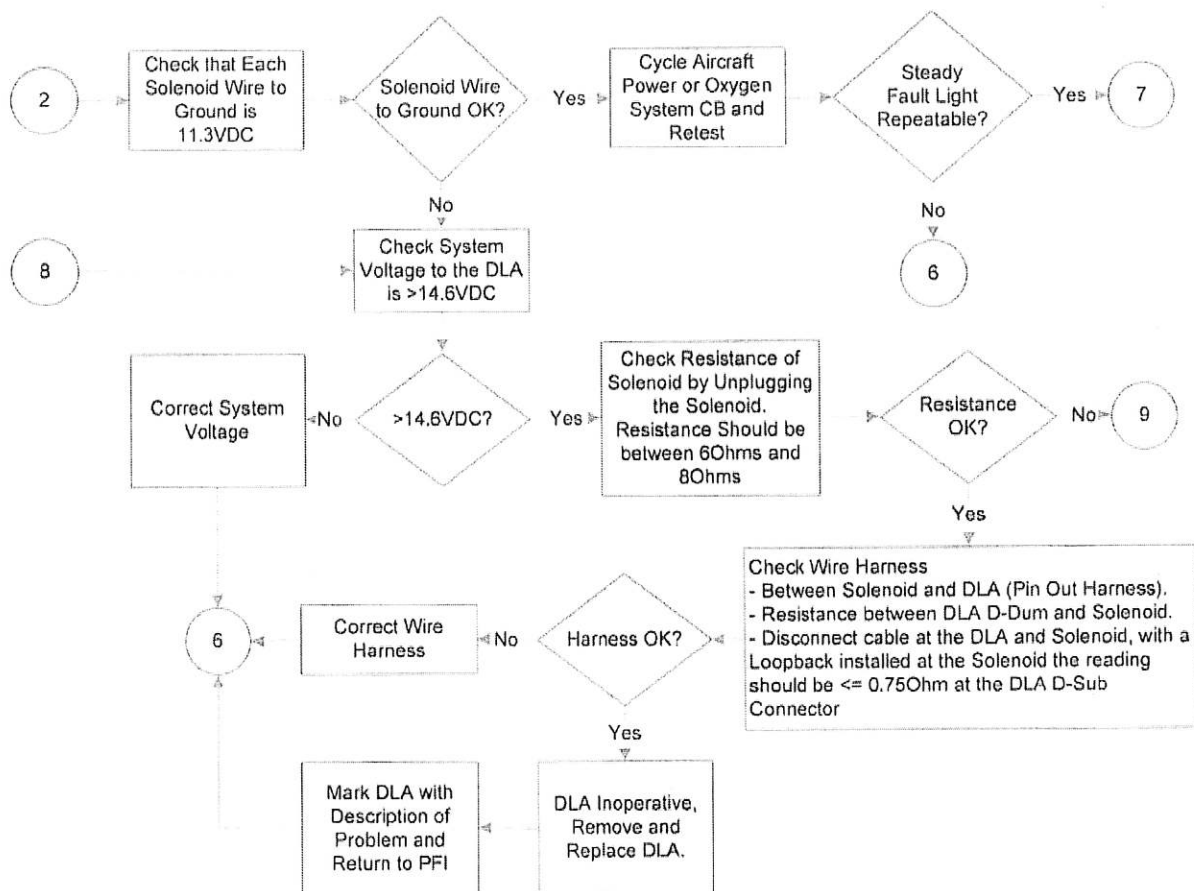 2
Check that Each
Solenoid Wire to
Ground is
11.3VDC
Solenoid Wire
to Ground OK?
Yes
Cycle Aircraft
Power or Oxygen
System CB and
Retest
Steady
Fault Light
Repeatable?
Yes
7
No
No
8
Check System
Voltage to the DLA
is >14.6VDC
6
Correct System
Voltage
No
>14.6VDC?
Yes
Check Resistance of
Solenoid by Unplugging
the Solenoid.
Resistance Should be
between 6Ohms and
8Ohms
Resistance
OK?
No
9
Yes
Check Wire Harness
- Between Solenoid and DLA (Pin Out Harness).
- Resistance between DLA D-Dum and Solenoid.
- Disconnect cable at the DLA and Solenoid, with a
Loopback installed at the Solenoid the reading
should be <= 0.75Ohm at the DLA D-Sub
Connector
6
Correct Wire
Harness
No
Harness OK?
Yes
Mark DLA with
Description of
Problem and
Return to PFI
DLA Inoperative,
Remove and
Replace DLA.